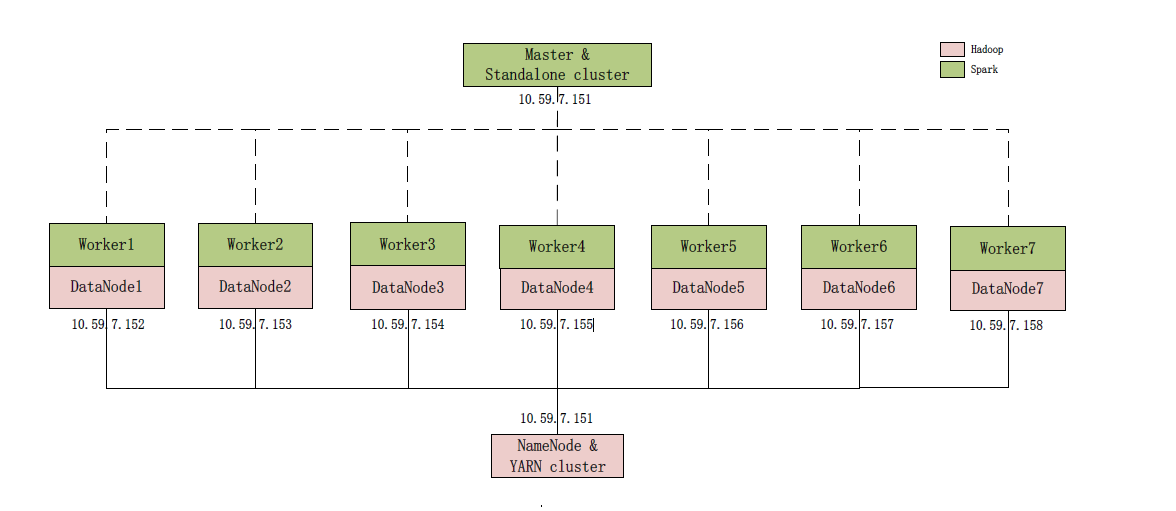 Master &
Standalone cluster
10.59.7.151
Hadoop
Spark
Worker1
Worker2
Worker3
Worker4
Worker5
Worker6
Worker7
DataNode1
DataNode2
DataNode3
DataNode4
DataNode5
DataNode6
DataNode7
10.59.7.152
10.59.7.153
10.59.7.154
10.59.7.155
10.59.7.156
10.59.7.157
10.59.7.158
10.59.7.151
NameNode &
YARN cluster